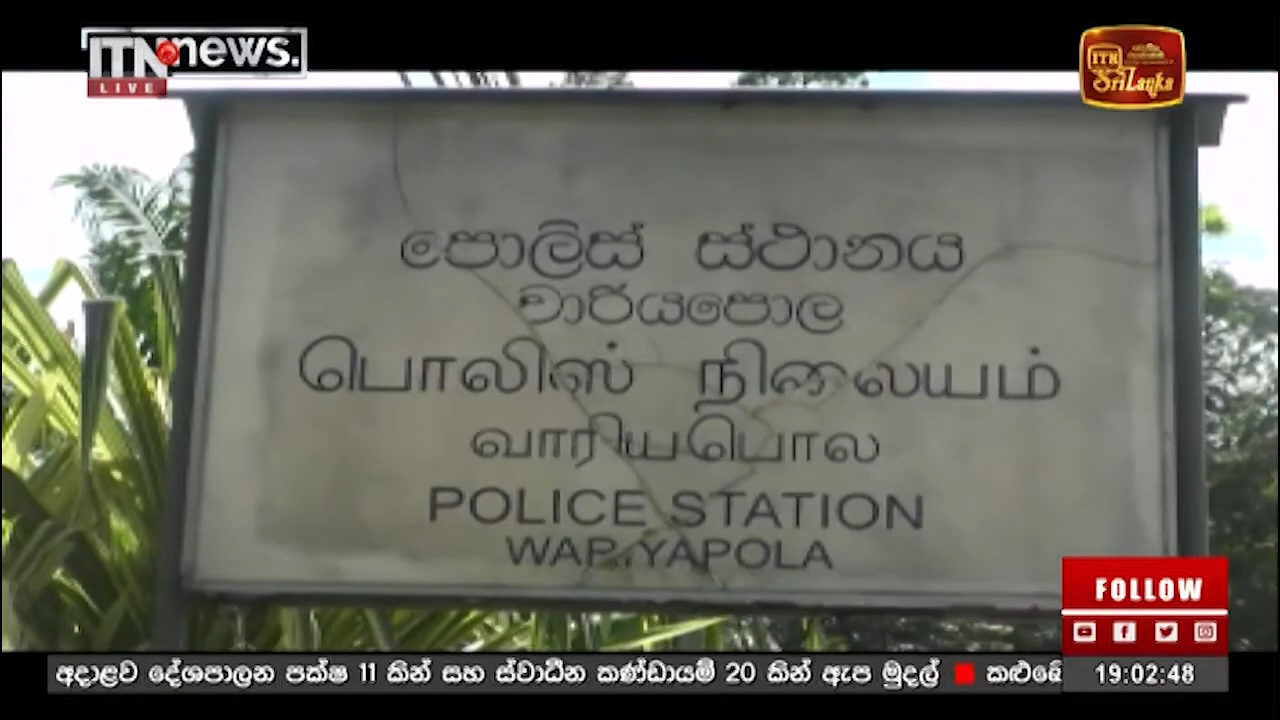 ITN news.
LIVE
ITN
Sri Lanka
පොලිස් ස්ථානය
වාරියපොල
பொலிஸ் நிலையம்
வாரியபொல
POLICE STATION
WARIYAPOLA
FOLLOW
අදාළව දේශපාලන පක්ෂ 11 කින් සහ ස්වාධීන කණ්ඩායම් 20 කින් ඇප මුදල්
19:02:48